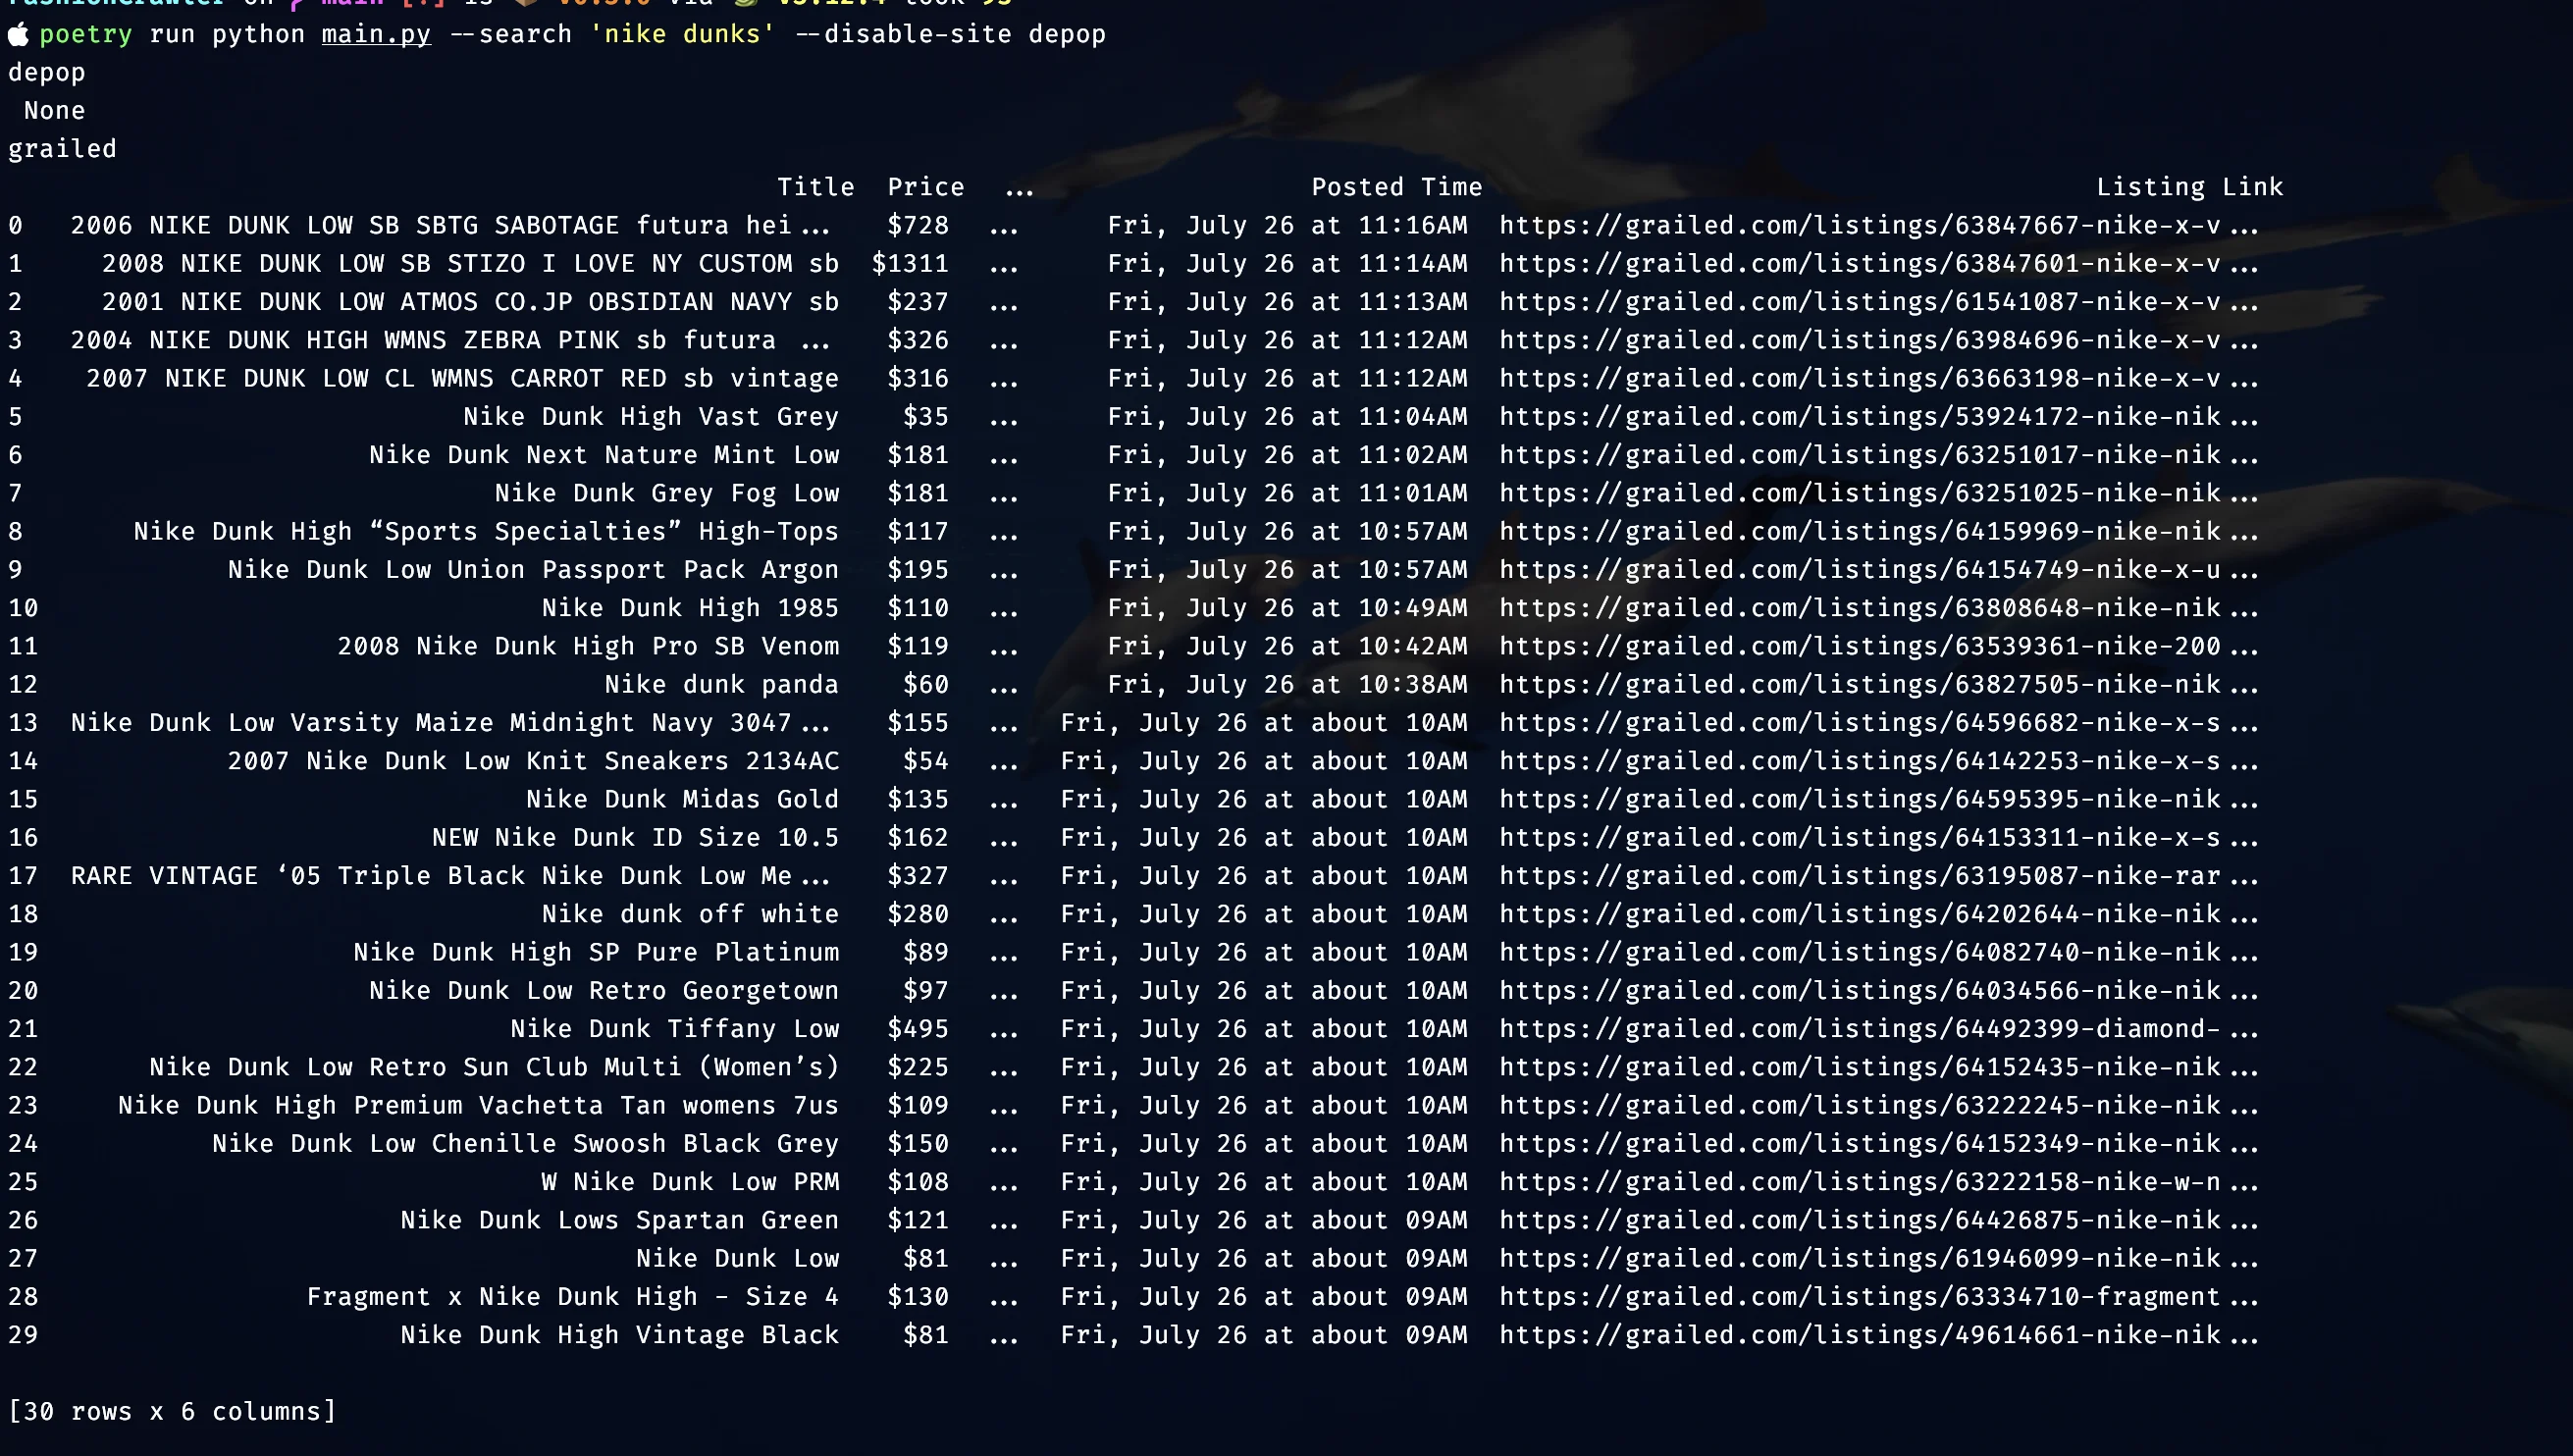 fashionCrawler on main [!] is v0.3.0 via v3.12.4 took 9s
poetry run python main.py --search 'nike dunks' --disable-site depop
depop
 None
grailed
Title Price ... Posted Time Listing Link
0 2006 NIKE DUNK LOW SB SBTG SABOTAGE futura hei... $728 ... Fri, July 26 at 11:16AM https://grailed.com/listings/63847667-nike-x-v...
1 2008 NIKE DUNK LOW SB STIZO I LOVE NY CUSTOM sb $1311 ... Fri, July 26 at 11:14AM https://grailed.com/listings/63847601-nike-x-v...
2 2001 NIKE DUNK LOW ATMOS CO.JP OBSIDIAN NAVY sb $237 ... Fri, July 26 at 11:13AM https://grailed.com/listings/61541087-nike-x-v...
3 2004 NIKE DUNK HIGH WMNS ZEBRA PINK sb futura ... $326 ... Fri, July 26 at 11:12AM https://grailed.com/listings/63984696-nike-x-v...
4 2007 NIKE DUNK LOW CL WMNS CARROT RED sb vintage $316 ... Fri, July 26 at 11:12AM https://grailed.com/listings/63663198-nike-x-v...
5 Nike Dunk High Vast Grey $35 ... Fri, July 26 at 11:04AM https://grailed.com/listings/53924172-nike-nik...
6 Nike Dunk Next Nature Mint Low $181 ... Fri, July 26 at 11:02AM https://grailed.com/listings/63251017-nike-nik...
7 Nike Dunk Grey Fog Low $181 ... Fri, July 26 at 11:01AM https://grailed.com/listings/63251025-nike-nik...
8 Nike Dunk High “Sports Specialties” High-Tops $117 ... Fri, July 26 at 10:57AM https://grailed.com/listings/64159969-nike-nik...
9 Nike Dunk Low Union Passport Pack Argon $195 ... Fri, July 26 at 10:57AM https://grailed.com/listings/64154749-nike-x-u...
10 Nike Dunk High 1985 $110 ... Fri, July 26 at 10:49AM https://grailed.com/listings/63808648-nike-nik...
11 2008 Nike Dunk High Pro SB Venom $119 ... Fri, July 26 at 10:42AM https://grailed.com/listings/63539361-nike-200...
12 Nike dunk panda $60 ... Fri, July 26 at 10:38AM https://grailed.com/listings/63827505-nike-nik...
13 Nike Dunk Low Varsity Maize Midnight Navy 3047... $155 ... Fri, July 26 at about 10AM https://grailed.com/listings/64596682-nike-x-s...
14 2007 Nike Dunk Low Knit Sneakers 2134AC $54 ... Fri, July 26 at about 10AM https://grailed.com/listings/64142253-nike-x-s...
15 Nike Dunk Midas Gold $135 ... Fri, July 26 at about 10AM https://grailed.com/listings/64595395-nike-nik...
16 NEW Nike Dunk ID Size 10.5 $162 ... Fri, July 26 at about 10AM https://grailed.com/listings/64153311-nike-x-s...
17 RARE VINTAGE ‘05 Triple Black Nike Dunk Low Me... $327 ... Fri, July 26 at about 10AM https://grailed.com/listings/63195087-nike-rar...
18 Nike dunk off white $280 ... Fri, July 26 at about 10AM https://grailed.com/listings/64202644-nike-nik...
19 Nike Dunk High SP Pure Platinum $89 ... Fri, July 26 at about 10AM https://grailed.com/listings/64082740-nike-nik...
20 Nike Dunk Low Retro Georgetown $97 ... Fri, July 26 at about 10AM https://grailed.com/listings/64034566-nike-nik...
21 Nike Dunk Tiffany Low $495 ... Fri, July 26 at about 10AM https://grailed.com/listings/64492399-diamond-...
22 Nike Dunk Low Retro Sun Club Multi (Women’s) $225 ... Fri, July 26 at about 10AM https://grailed.com/listings/64152435-nike-nik...
23 Nike Dunk High Premium Vachetta Tan womens 7us $109 ... Fri, July 26 at about 10AM https://grailed.com/listings/63222245-nike-nik...
24 Nike Dunk Low Chenille Swoosh Black Grey $150 ... Fri, July 26 at about 10AM https://grailed.com/listings/64152349-nike-nik...
25 W Nike Dunk Low PRM $108 ... Fri, July 26 at about 10AM https://grailed.com/listings/63222158-nike-w-n...
26 Nike Dunk Lows Spartan Green $121 ... Fri, July 26 at about 09AM https://grailed.com/listings/64426875-nike-nik...
27 Nike Dunk Low $81 ... Fri, July 26 at about 09AM https://grailed.com/listings/61946099-nike-nik...
28 Fragment x Nike Dunk High - Size 4 $130 ... Fri, July 26 at about 09AM https://grailed.com/listings/63334710-fragment...
29 Nike Dunk High Vintage Black $81 ... Fri, July 26 at about 09AM https://grailed.com/listings/49614661-nike-nik...
[30 rows x 6 columns]